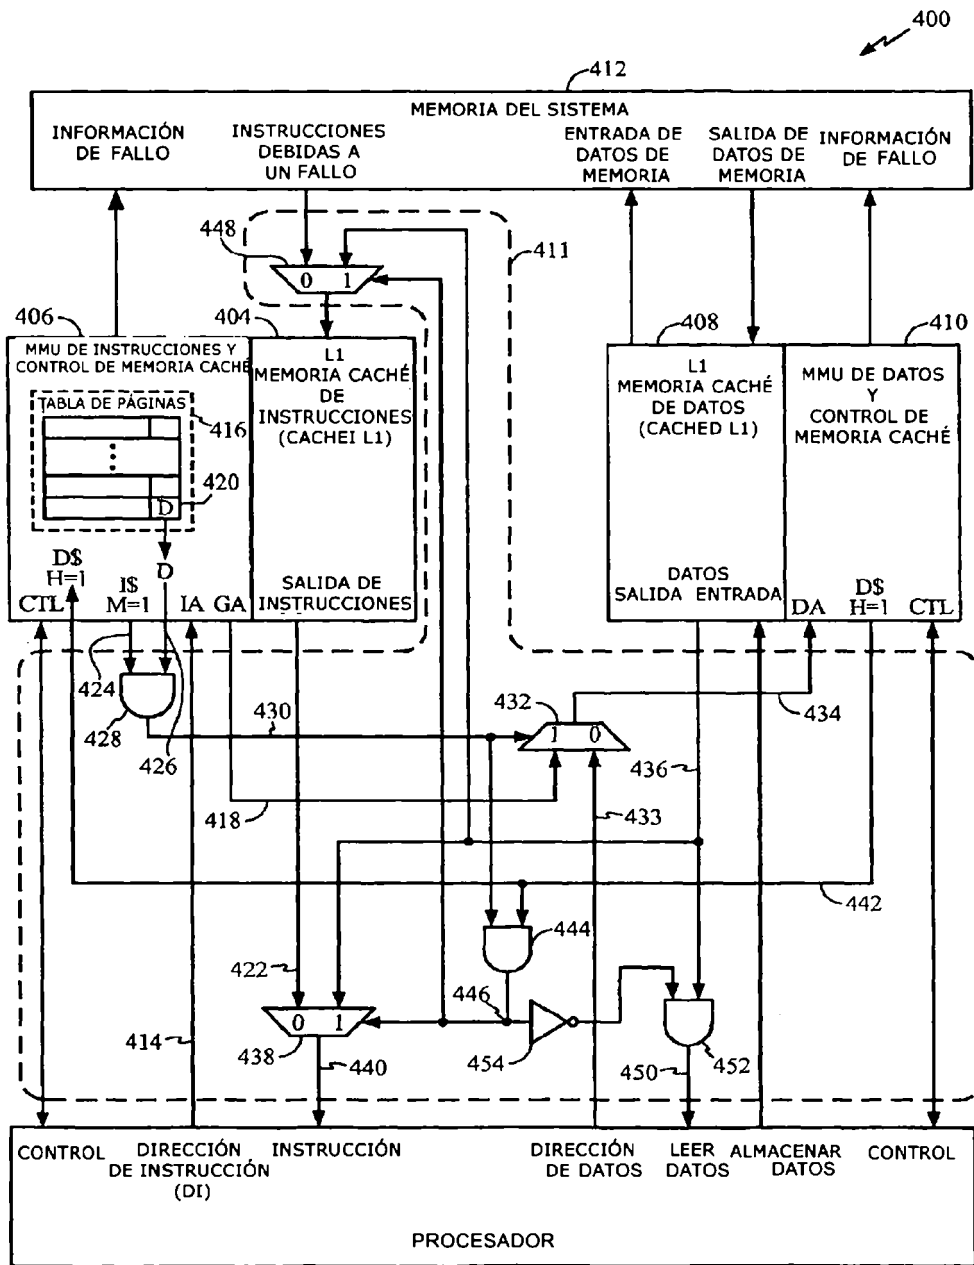 400
412
MEMORIA DEL SISTEMA
INFORMACIÓN
DE FALLO
INSTRUCCIONES
DEBIDAS A
UN FALLO
ENTRADA DE
DATOS DE
MEMORIA
SALIDA DE
DATOS DE
MEMORIA
INFORMACIÓN
DE FALLO
448
0 1
411
406
MMU DE INSTRUCCIONES Y
CONTROL DE MEMORIA CACHÉ
TABLA DE PÁGINAS
416
420
D
D
D$
H=1
CTL
I$
M=1
IA
GA
404
L1
MEMORIA CACHÉ
DE
INSTRUCCIONES
(CACHEI L1)
SALIDA DE
INSTRUCCIONES
408
L1
MEMORIA CACHÉ
DE DATOS
(CACHED L1)
DATOS
SALIDA ENTRADA
410
MMU DE DATOS
Y
CONTROL DE
MEMORIA CACHÉ
DA
D$
H=1
CTL
424
428
426
430
432
1 0
434
418
433
436
442
444
422
446
0 1
438
440
414
454
450
452
CONTROL
DIRECCIÓN
DE INSTRUCCIÓN
(DI)
INSTRUCCIÓN
DIRECCIÓN
DE DATOS
LEER
DATOS
ALMACENAR
DATOS
CONTROL
PROCESADOR